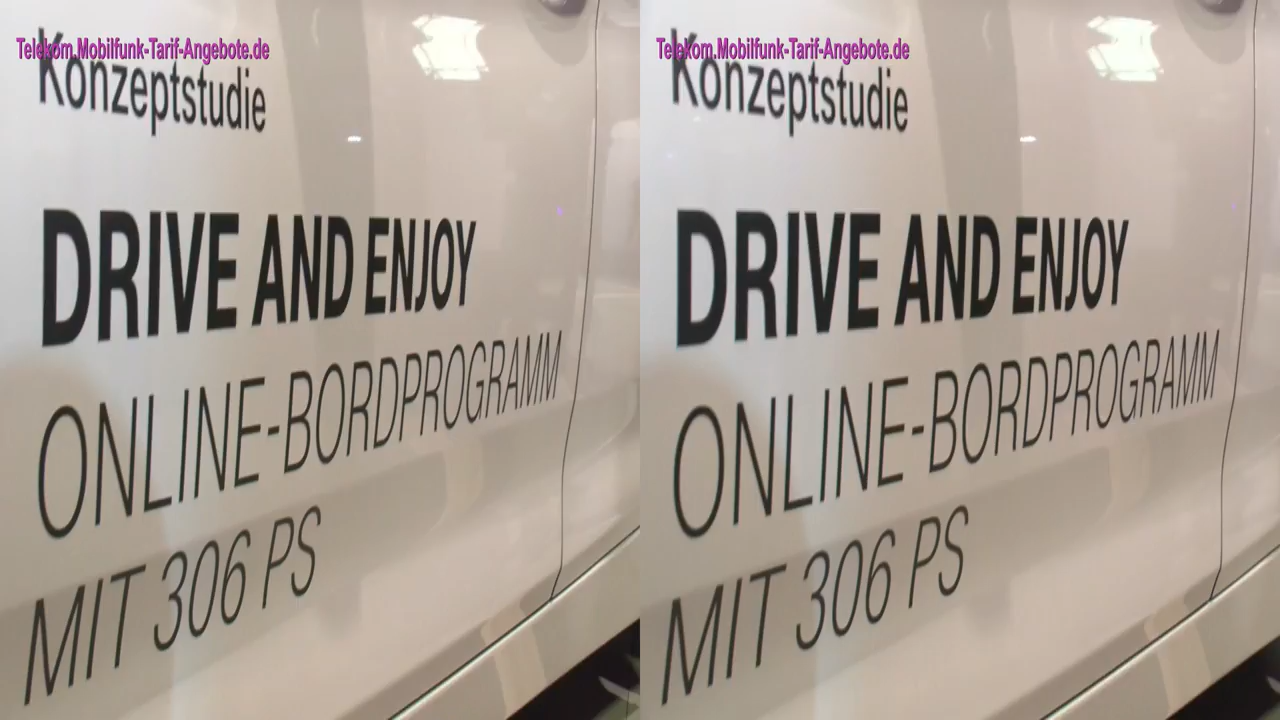 Telekom.Mobilfunk-Tarif-Angebote.de
Konzeptstudie
DRIVE AND ENJOY
ONLINE-BORDPROGRAMM
MIT 306 PS
Telekom.Mobilfunk-Tarif-Angebote.de
Konzeptstudie
DRIVE AND ENJOY
ONLINE-BORDPROGRAMM
MIT 306 PS